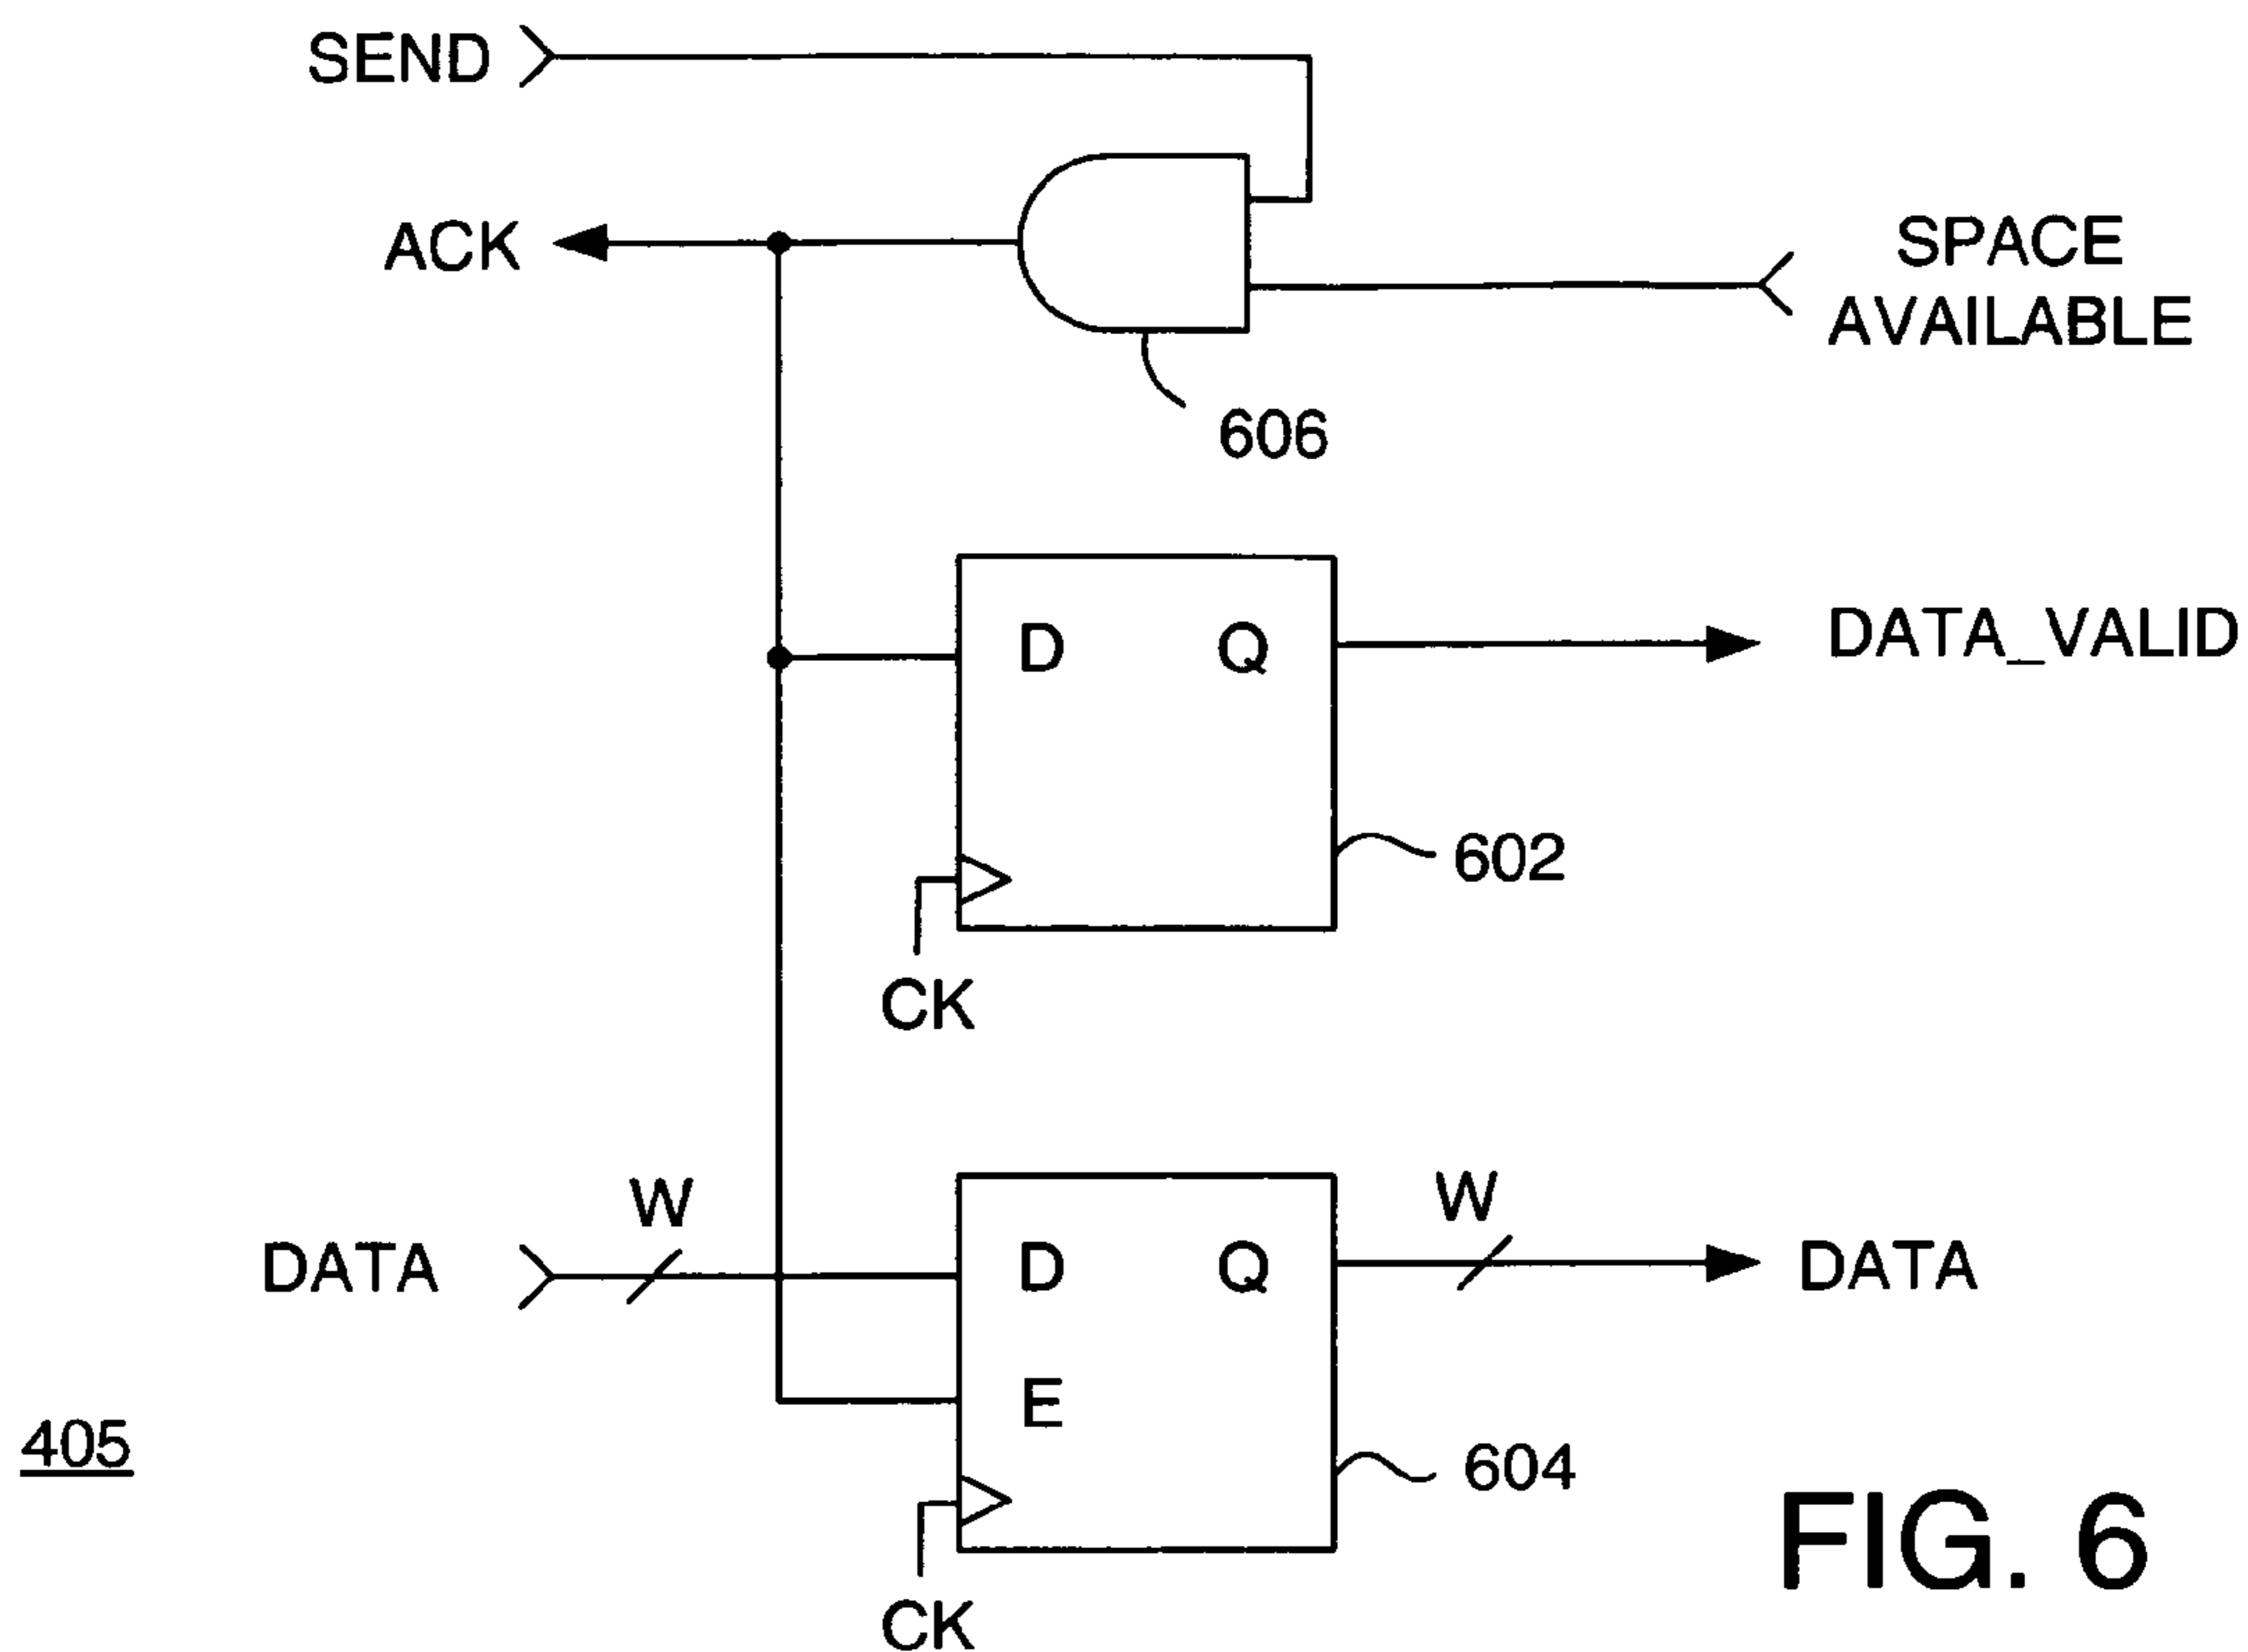 SEND
ACK
SPACE
AVAILABLE
606
D Q
DATA_VALID
602
CK
W
W
DATA
D Q
DATA
E
405
604
FIG. 6
CK